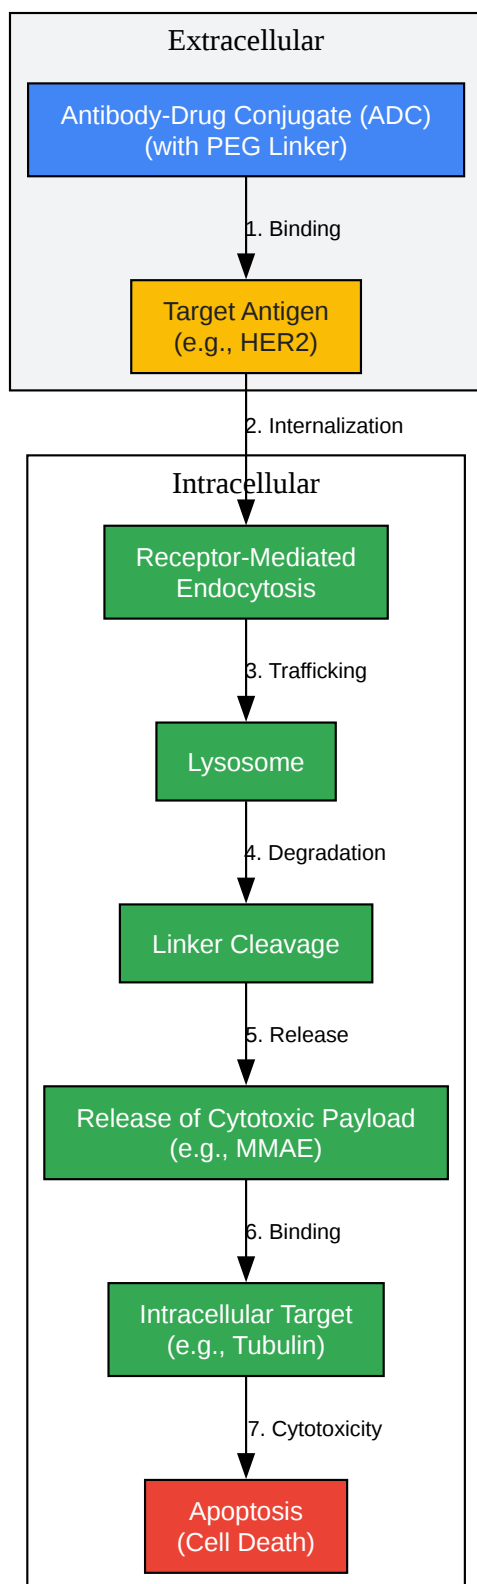 Extracellular
Antibody-Drug Conjugate (ADC)
(with PEG Linker)
1. Binding
Target Antigen
(e.g., HER2)
2. Internalization
Intracellular
Receptor-Mediated
Endocytosis
3. Trafficking
Lysosome
4. Degradation
Linker Cleavage
5. Release
Release of Cytotoxic Payload
(e.g., MMAE)
6. Binding
Intracellular Target
(e.g., Tubulin)
7. Cytotoxicity
Apoptosis
(Cell Death)